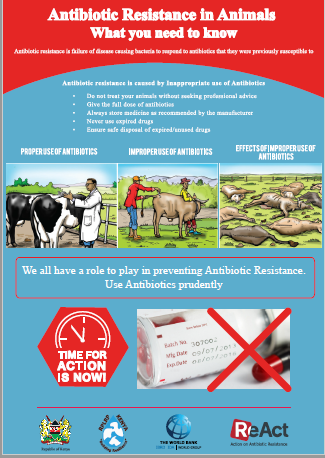 Antibiotic Resistance in Animals
What you need to know
Antibiotic resistance is failure of disease causing bacteria to respond to antibiotics that they were previously susceptible to
Antibiotic resistance is caused by Inappropriate use of Antibiotics
• Do not treat your animals without seeking professional advice
• Give the full dose of antibiotics
• Always store medicine as recommended by the manufacturer
• Never use expired drugs
• Ensure safe disposal of expired/unused drugs
PROPER USE OF ANTIBIOTICS
IMPROPER USE OF ANTIBIOTICS
EFFECTS OF IMPROPER USE OF
ANTIBIOTICS
We all have a role to play in preventing Antibiotic Resistance.
Use Antibiotics prudently
TIME FOR
ACTION
IS NOW!
Batch No. 307002
Mfg. Date
Exp. Date
Republic of Kenya
THE WORLD BANK
IBRD • IDA | WORLD BANK GROUP
ReAct
Action on Antibiotic Resistance